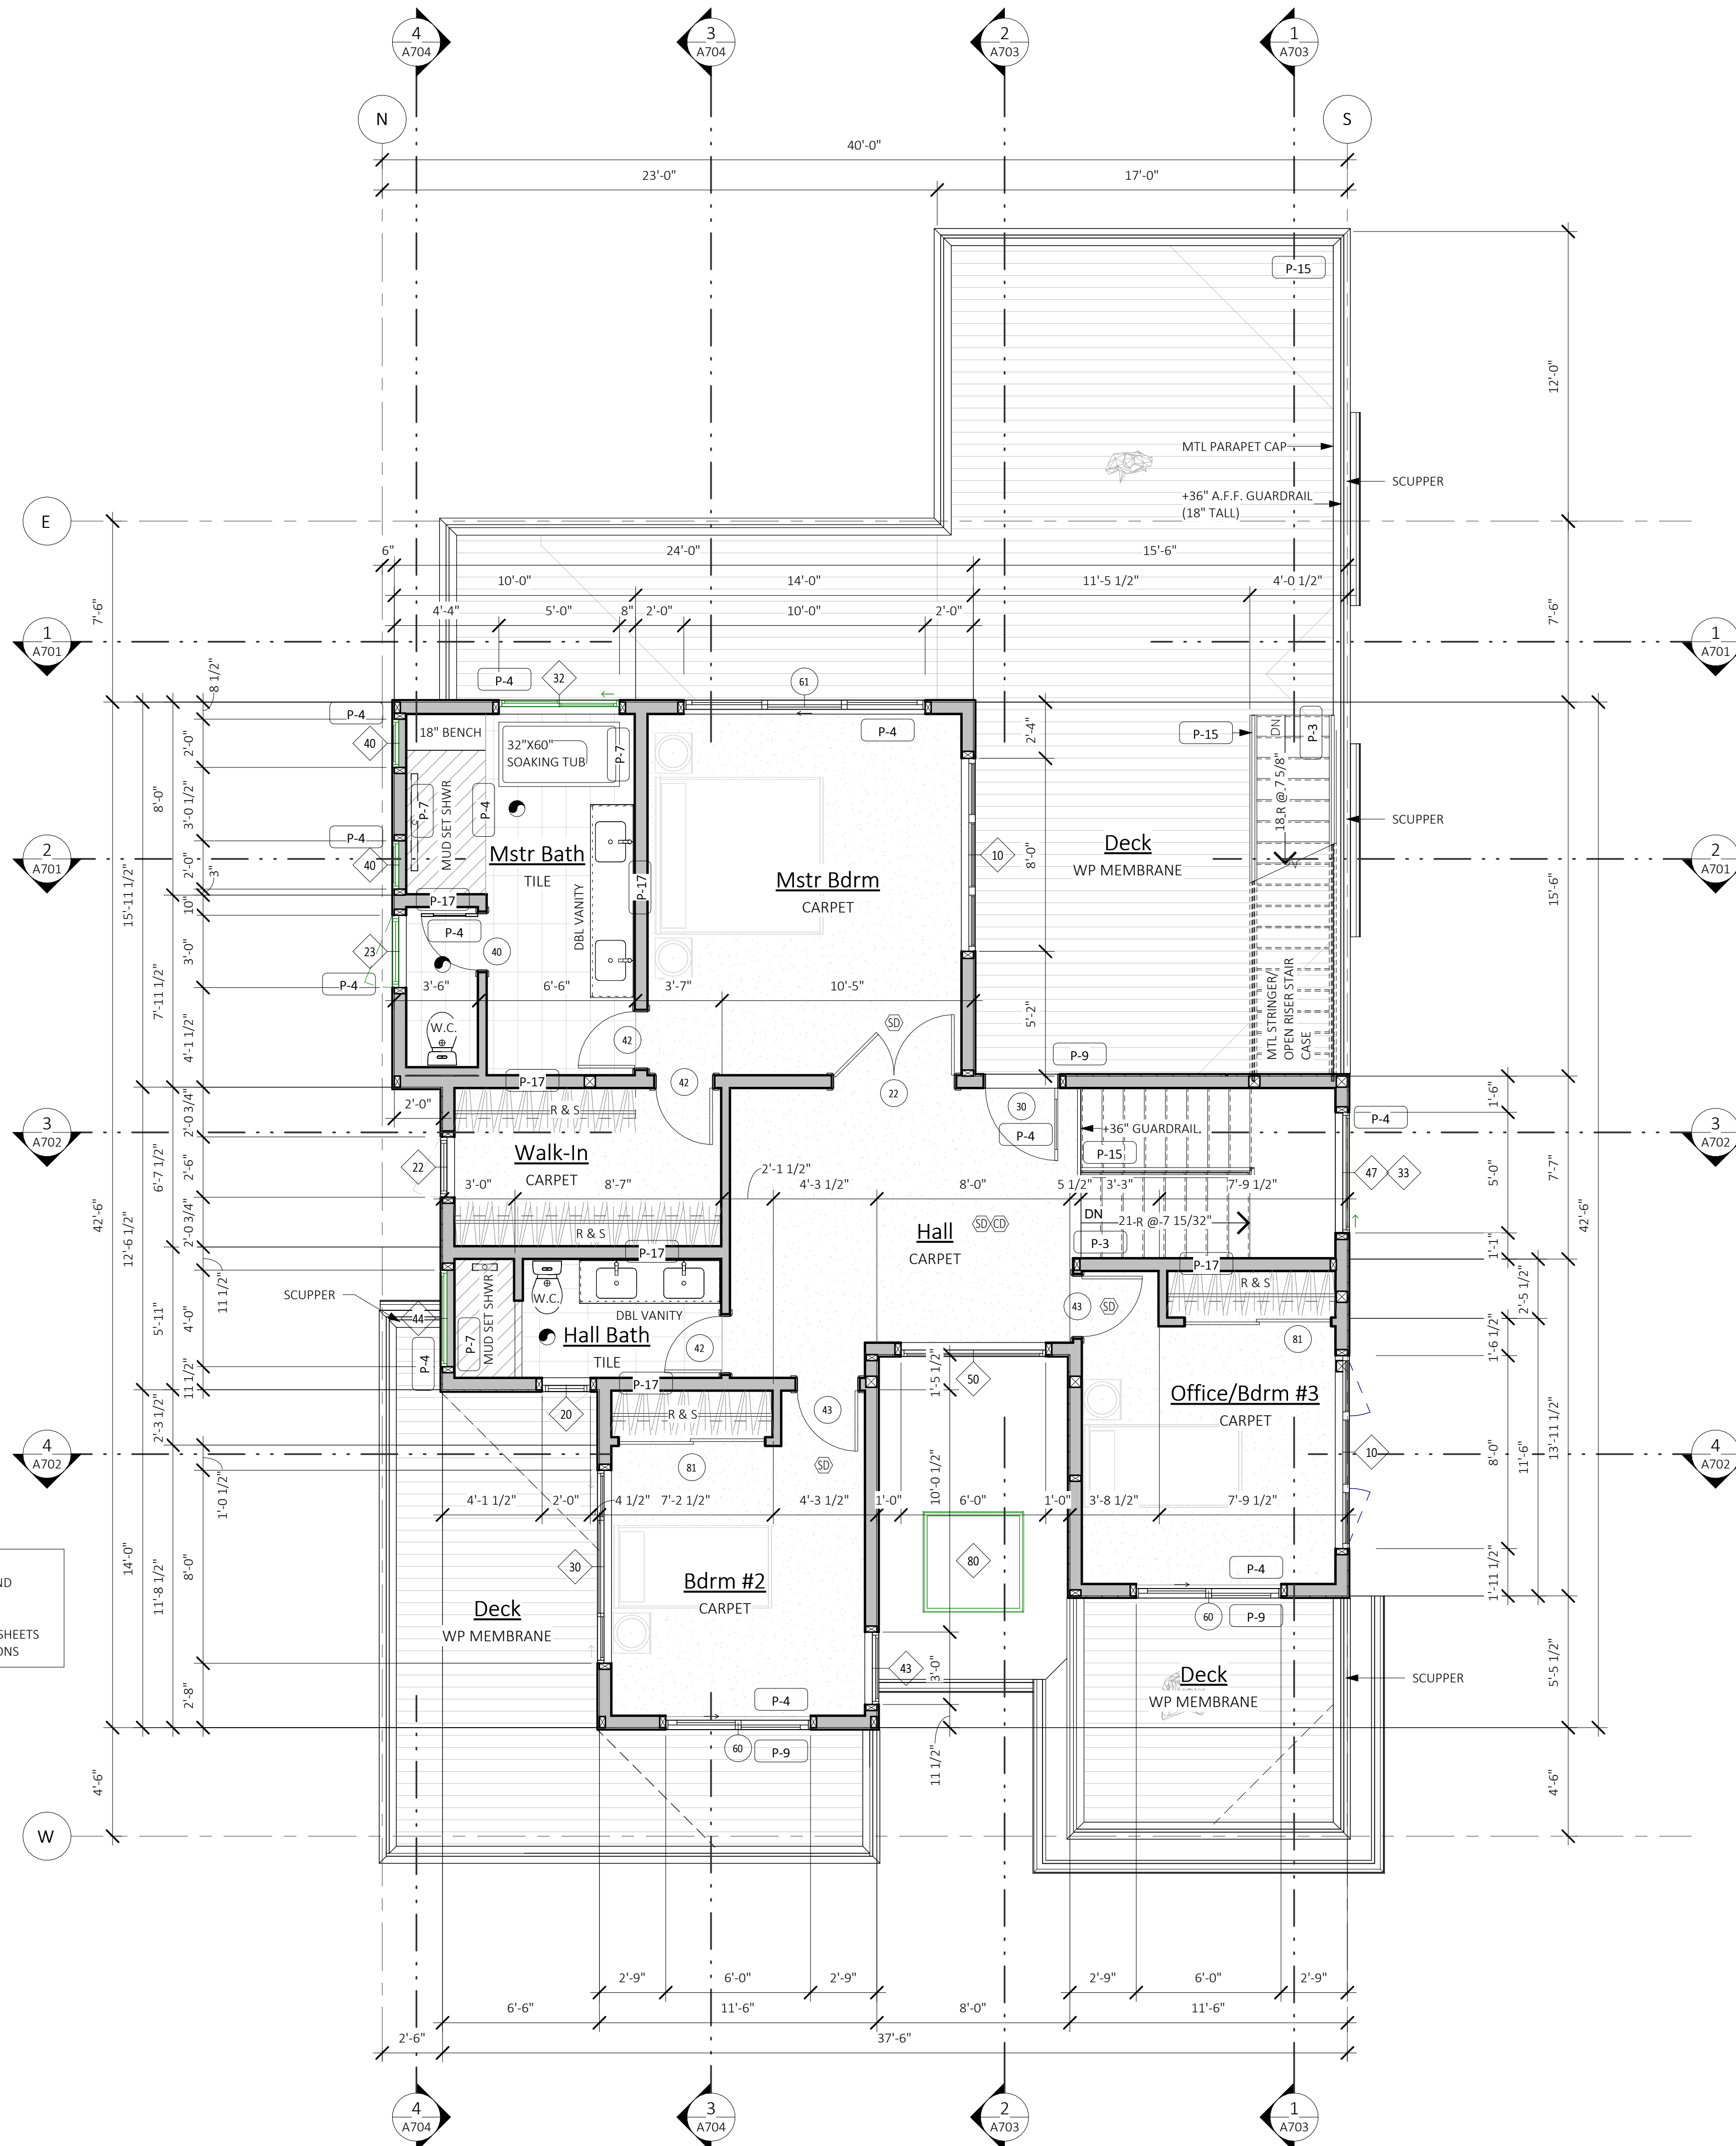 4
A704
3
A704
2
A703
1
A703
N
S
40'-0"
23'-0"
17'-0"
P-15
12'-0"
MTL PARAPET CAP
SCUPPER
+36" A.F.F. GUARDRAIL
(18" TALL)
E
6"
24'-0"
15'-6"
10'-0"
14'-0"
11'-5 1/2"
4'-0 1/2"
4'-4"
5'-0"
8"
2'-0"
10'-0"
2'-0"
7'-6"
7'-6"
1
A701
1
A701
8 1/2"
P-4
32
61
P-4
P-4
18" BENCH
32"X60"
SOAKING TUB
P-7
40
2'-0"
2'-4"
P-15
DN
P-3
18 R @ 7 5/8"
SCUPPER
8'-0"
3'-0 1/2"
P-7
MUD SET SHWR
P-4
P-4
40
2'-0"
3"
2
A701
2
A701
Mstr Bath
TILE
Mstr Bdrm
CARPET
10
8'-0"
Deck
WP MEMBRANE
15'-6"
15'-11 1/2"
10"
P-17
P-17
DBL VANITY
P-4
40
23
3'-0"
P-4
7'-11 1/2"
3'-6"
6'-6"
3'-7"
10'-5"
5'-2"
SD
MTL STRINGER/
OPEN RISER STAIR
CASE
W.C.
4'-1 1/2"
42
P-9
P-17
42
22
30
P-4
2'-0"
R & S
+36" GUARDRAIL
P-15
P-4
1'-6"
3
A702
3
A702
2'-0 3/4"
Walk-In
CARPET
22
2'-6"
6'-7 1/2"
2'-1 1/2"
3'-0"
8'-7"
4'-3 1/2"
8'-0"
5 1/2"
3'-3"
7'-9 1/2"
47
33
5'-0"
7'-7"
42'-6"
42'-6"
12'-6 1/2"
2'-0 3/4"
R & S
Hall
CARPET
SD
CD
DN
21 R @ 7 15/32"
P-3
1'-1"
P-17
P-17
R & S
11 1/2"
SCUPPER
W.C.
MUD SET SHWR
P-7
DBL VANITY
44
4'-0"
5'-11"
P-4
Hall Bath
TILE
42
43
SD
81
2'-5 1/2"
1'-6 1/2"
11 1/2"
P-17
20
50
1'-5 1/2"
Office/Bdrm #3
CARPET
R & S
43
2'-3 1/2"
4
A702
4
A702
81
SD
10
8'-0"
11'-6"
13'-11 1/2"
1'-0 1/2"
4'-1 1/2"
2'-0"
4 1/2"
7'-2 1/2"
4'-3 1/2"
1'-0"
6'-0"
1'-0"
3'-8 1/2"
7'-9 1/2"
10'-0 1/2"
14'-0"
11'-8 1/2"
8'-0"
30
80
Bdrm #2
CARPET
P-4
1'-11 1/2"
ND
SHEETS
ONS
Deck
WP MEMBRANE
60
P-9
43
3'-0"
Deck
WP MEMBRANE
SCUPPER
5'-5 1/2"
2'-8"
P-4
60
P-9
11 1/2"
4'-6"
4'-6"
W
2'-9"
6'-0"
2'-9"
2'-9"
6'-0"
2'-9"
6'-6"
11'-6"
8'-0"
11'-6"
2'-6"
37'-6"
4
A704
3
A704
2
A703
1
A703